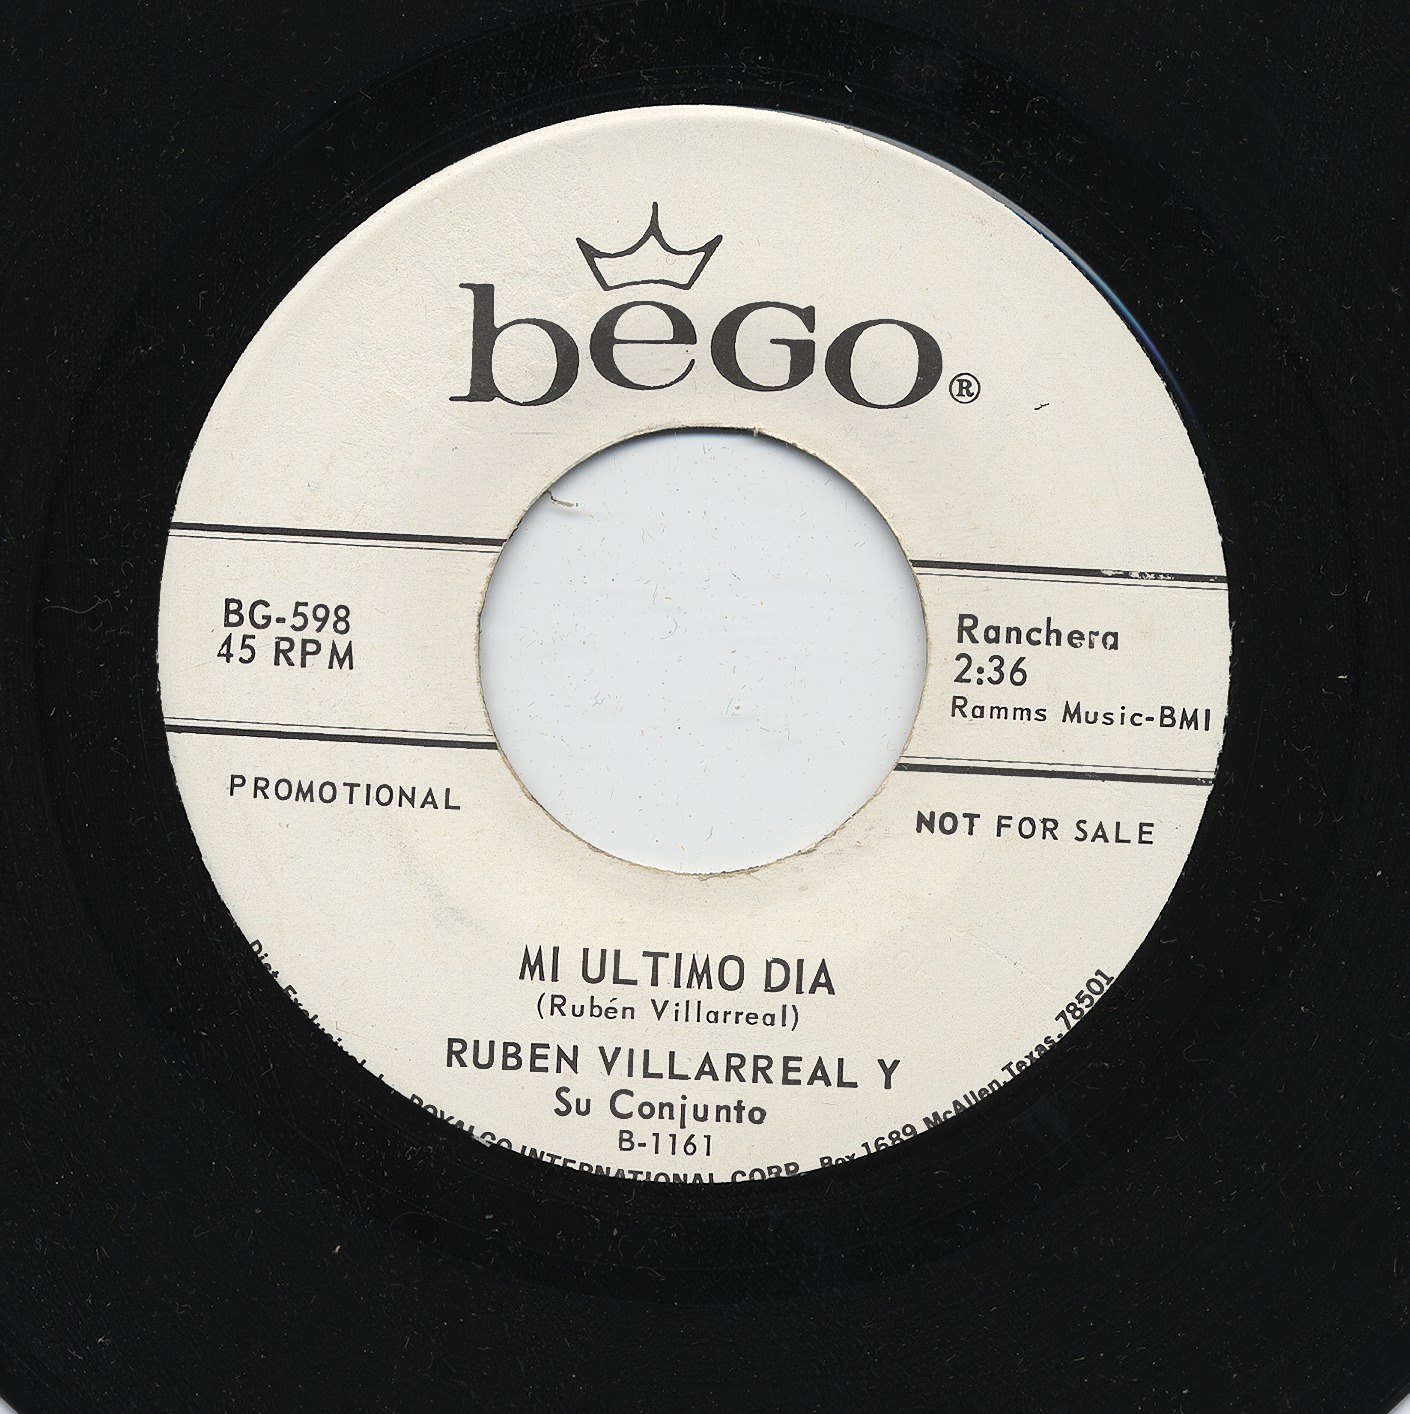 bEGO®
BG-598
45 RPM
Ranchera
2:36
Ramms Music-BMI
PROMOTIONAL
NOT FOR SALE
MI ULTIMO DIA
(Rubén Villarreal)
RUBEN VILLARREAL Y
Su Conjunto
B-1161
INTERNATIONAL CORP. Box 1689 McAllen, Texas, 78501